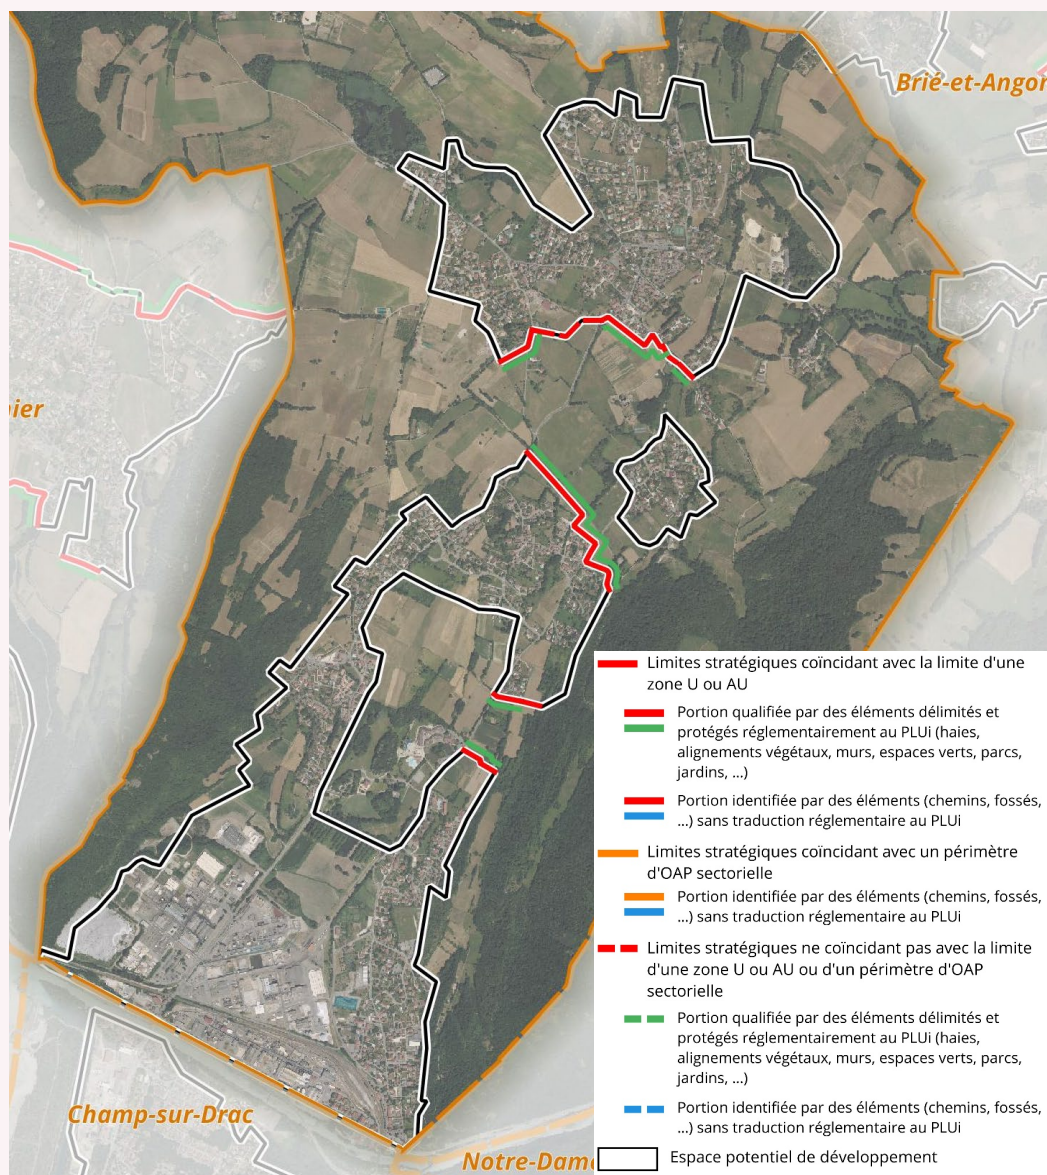 Brié-et-Angon
nier
Limites stratégiques coïncidant avec la limite d'une
zone U ou AU
Portion qualifiée par des éléments délimités et
protégés réglementairement au PLUi (haies,
alignements végétaux, murs, espaces verts, parcs,
jardins, ...)
Portion identifiée par des éléments (chemins, fossés,
...) sans traduction réglementaire au PLUi
Limites stratégiques coïncidant avec un périmètre
d'OAP sectorielle
Portion identifiée par des éléments (chemins, fossés,
...) sans traduction réglementaire au PLUi
Limites stratégiques ne coïncidant pas avec la limite
d'une zone U ou AU ou d'un périmètre d'OAP
sectorielle
Portion qualifiée par des éléments délimités et
protégés réglementairement au PLUi (haies,
alignements végétaux, murs, espaces verts, parcs,
jardins, ...)
Portion identifiée par des éléments (chemins, fossés,
...) sans traduction réglementaire au PLUi
Espace potentiel de développement
Champ-sur-Drac
Notre-Dame